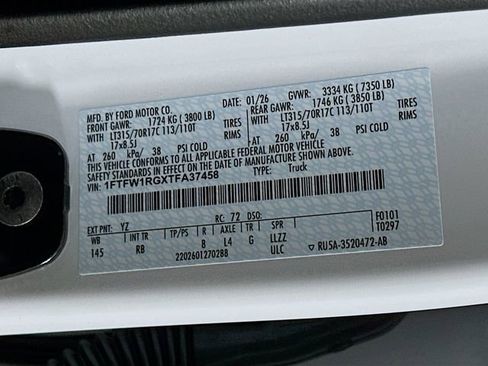 MFD. BY FORD MOTOR CO.
DATE: 01/26 GVWR: 3334 KG (7350 LB)
FRONT GAWR: 1724 KG (3800 LB) REAR GAWR: 1746 KG (3850 LB)
LT315/70R17C 113/110T TIRES LT315/70R17C 113/110T TIRES
17x8.5J RIMS 17x8.5J RIMS
AT 260 kPa/ 38 PSI COLD AT 260 kPa/ 38 PSI COLD
THIS VEHICLE CONFORMS TO ALL APPLICABLE FEDERAL MOTOR VEHICLE
SAFETY STANDARDS IN EFFECT ON THE DATE OF MANUFACTURE SHOWN ABOVE.
VIN: 1FTFW1RGXTFA37458 TYPE: Truck
EXT PNT: YZ RC: 72 DSO: F0101
WB INT TR TP/PS R AXLE TR SPR T0297
145 RB B L4 G LLZZ
2202601270288 ULC RU5A-3520472-AB